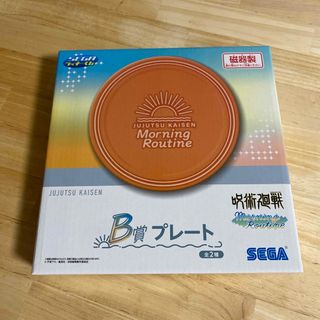 SEGA
磁器製
JUJUTSU KAISEN
Morning
Routine
JUJUTSU KAISEN
呪術廻戦
Morning
Routine
B賞 プレート
全2種
SEGA